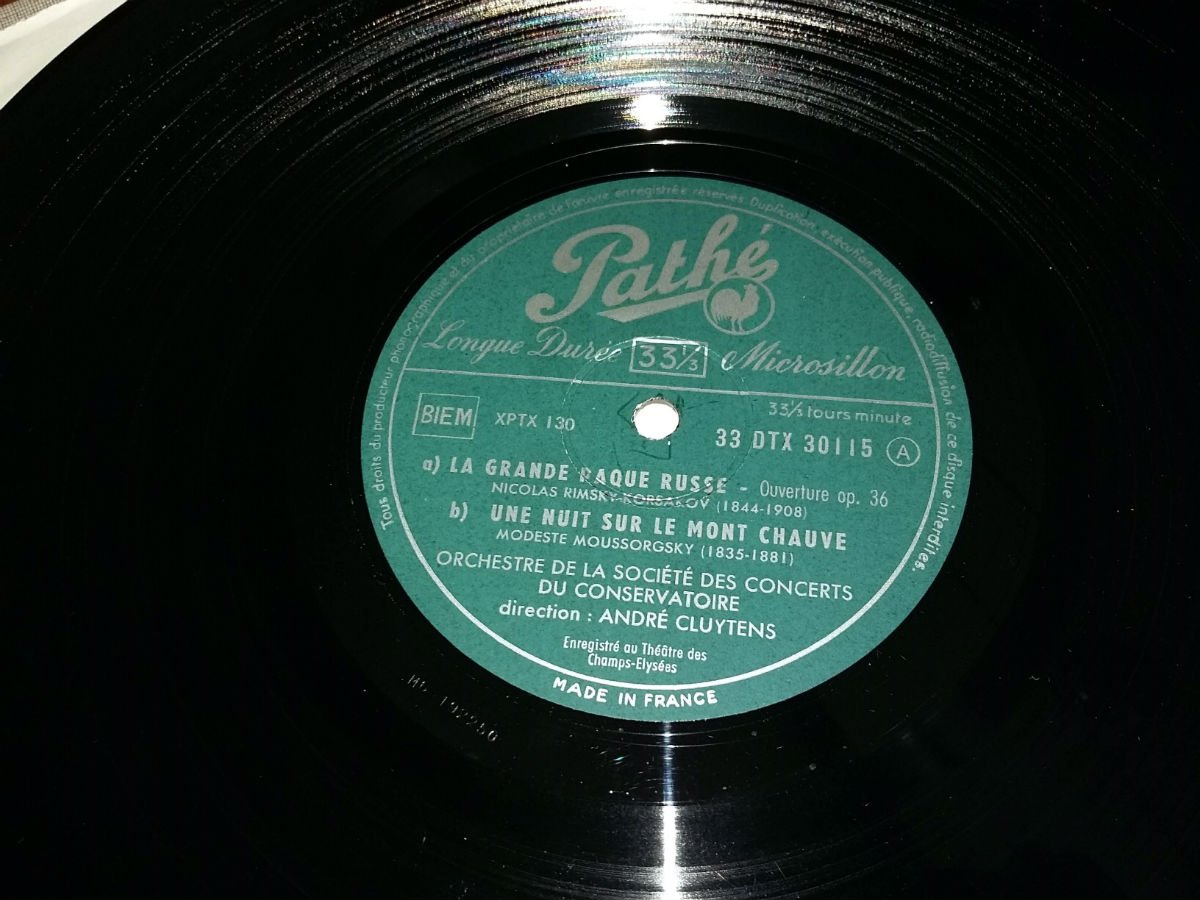 Tous droits du producteur phonographique et du propriétaire de l'œuvre enregistrée réservés. Duplication, exécution publique, radiodiffusion de ce disque interdites.
Pathé
Longue Durée 33⅓ Microsillon
33⅓ tours minute
BIEM XPTX 130 33 DTX 30115 A
a) LA GRANDE PAQUE RUSSE - Ouverture op. 36
NICOLAS RIMSKY-KORSAKOV (1844-1908)
b) UNE NUIT SUR LE MONT CHAUVE
MODESTE MOUSSORGSKY (1835-1881)
ORCHESTRE DE LA SOCIÉTÉ DES CONCERTS
DU CONSERVATOIRE
direction : ANDRÉ CLUYTENS
Enregistré au Théâtre des
Champs-Elysées
MADE IN FRANCE